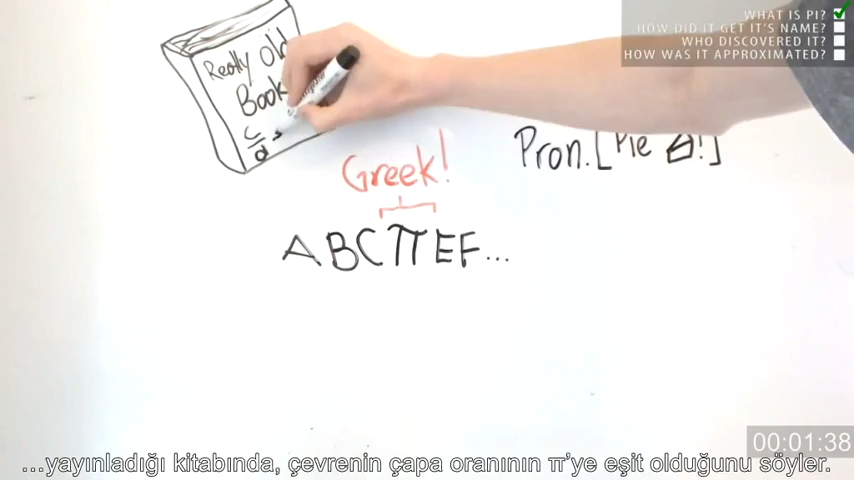 WHAT IS PI?
HOW DID IT GET IT'S NAME?
WHO DISCOVERED IT?
HOW WAS IT APPROXIMATED?
Really Old
Book
c
d
Pron. [Pie !]
Greek!
ABCπEF...
00:01:38
...yayınladığı kitabında, çevrenin çapa oranının π'ye eşit olduğunu söyler.